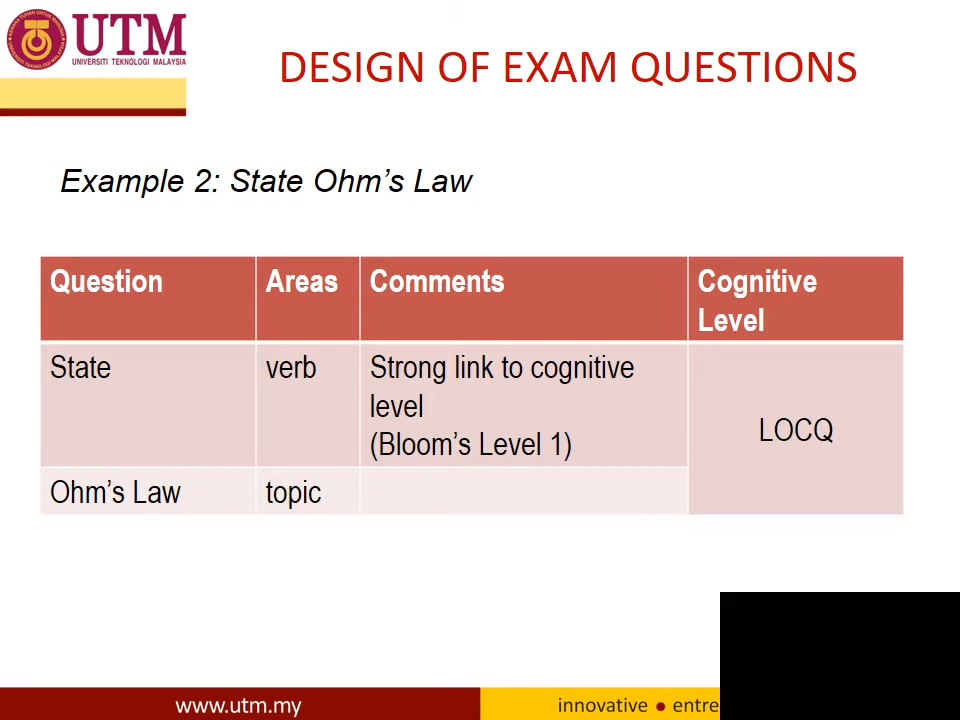 UTM
UNIVERSITI TEKNOLOGI MALAYSIA
DESIGN OF EXAM QUESTIONS
Example 2: State Ohm's Law
Question Areas Comments Cognitive Level
State verb Strong link to cognitive level
(Bloom's Level 1)
LOCQ
Ohm's Law topic
www.utm.my
innovative ● entre